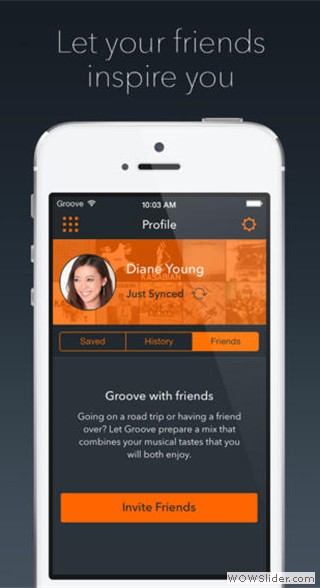 Let your friends
inspire you
Groove
10:03 AM
Profile
Diane Young
KASABIAN
Just Synced
Saved
History
Friends
Groove with friends
Going on a road trip or having a friend
over? Let Groove prepare a mix that
combines your musical tastes that you
will both enjoy.
Invite Friends
WOWSlider.com